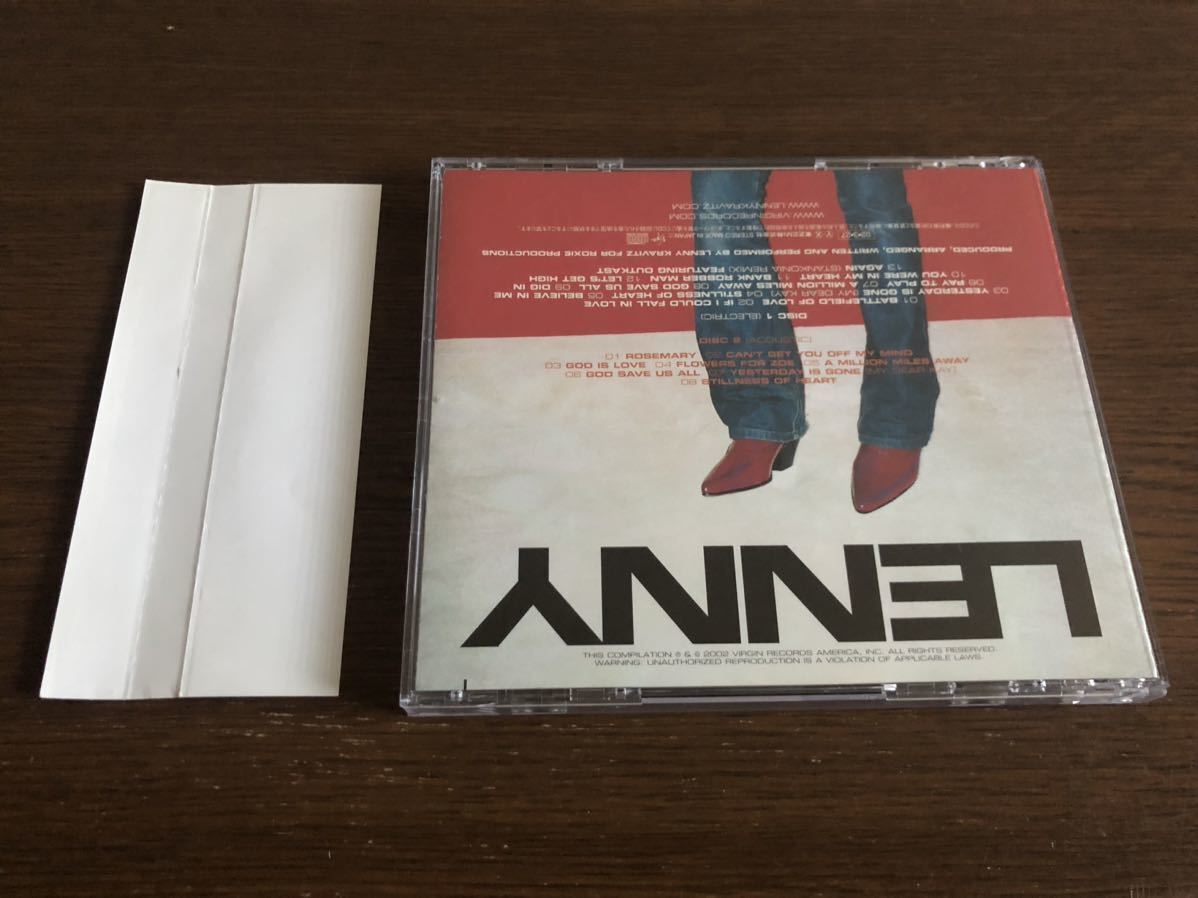 DISC 1 (ELECTRIC)
01 BATTLEFIELD OF LOVE 02 IF I COULD FALL IN LOVE
03 YESTERDAY IS GONE (MY DEAR KAY) 04 STILLNESS OF HEART 05 BELIEVE IN ME
06 PAY TO PLAY 07 A MILLION MILES AWAY 08 GOD SAVE US ALL 09 DIG IN
10 YOU WERE IN MY HEART 11 BANK ROBBER MAN 12 LET'S GET HIGH
13 AGAIN (STANKONIA REMIX) FEATURING OUTKAST
PRODUCED, ARRANGED, WRITTEN AND PERFORMED BY LENNY KRAVITZ FOR ROXIE PRODUCTIONS
WWW.VIRGINRECORDS.COM
WWW.LENNYKRAVITZ.COM
DISC 2 (ACOUSTIC)
01 ROSEMARY 02 CAN'T GET YOU OFF MY MIND
03 GOD IS LOVE 04 FLOWERS FOR ZOE 05 A MILLION MILES AWAY
06 GOD SAVE US ALL 07 YESTERDAY IS GONE (MY DEAR KAY)
08 STILLNESS OF HEART
LENNY
THIS COMPILATION ℗ & © 2002 VIRGIN RECORDS AMERICA, INC. ALL RIGHTS RESERVED.
WARNING: UNAUTHORIZED REPRODUCTION IS A VIOLATION OF APPLICABLE LAWS.